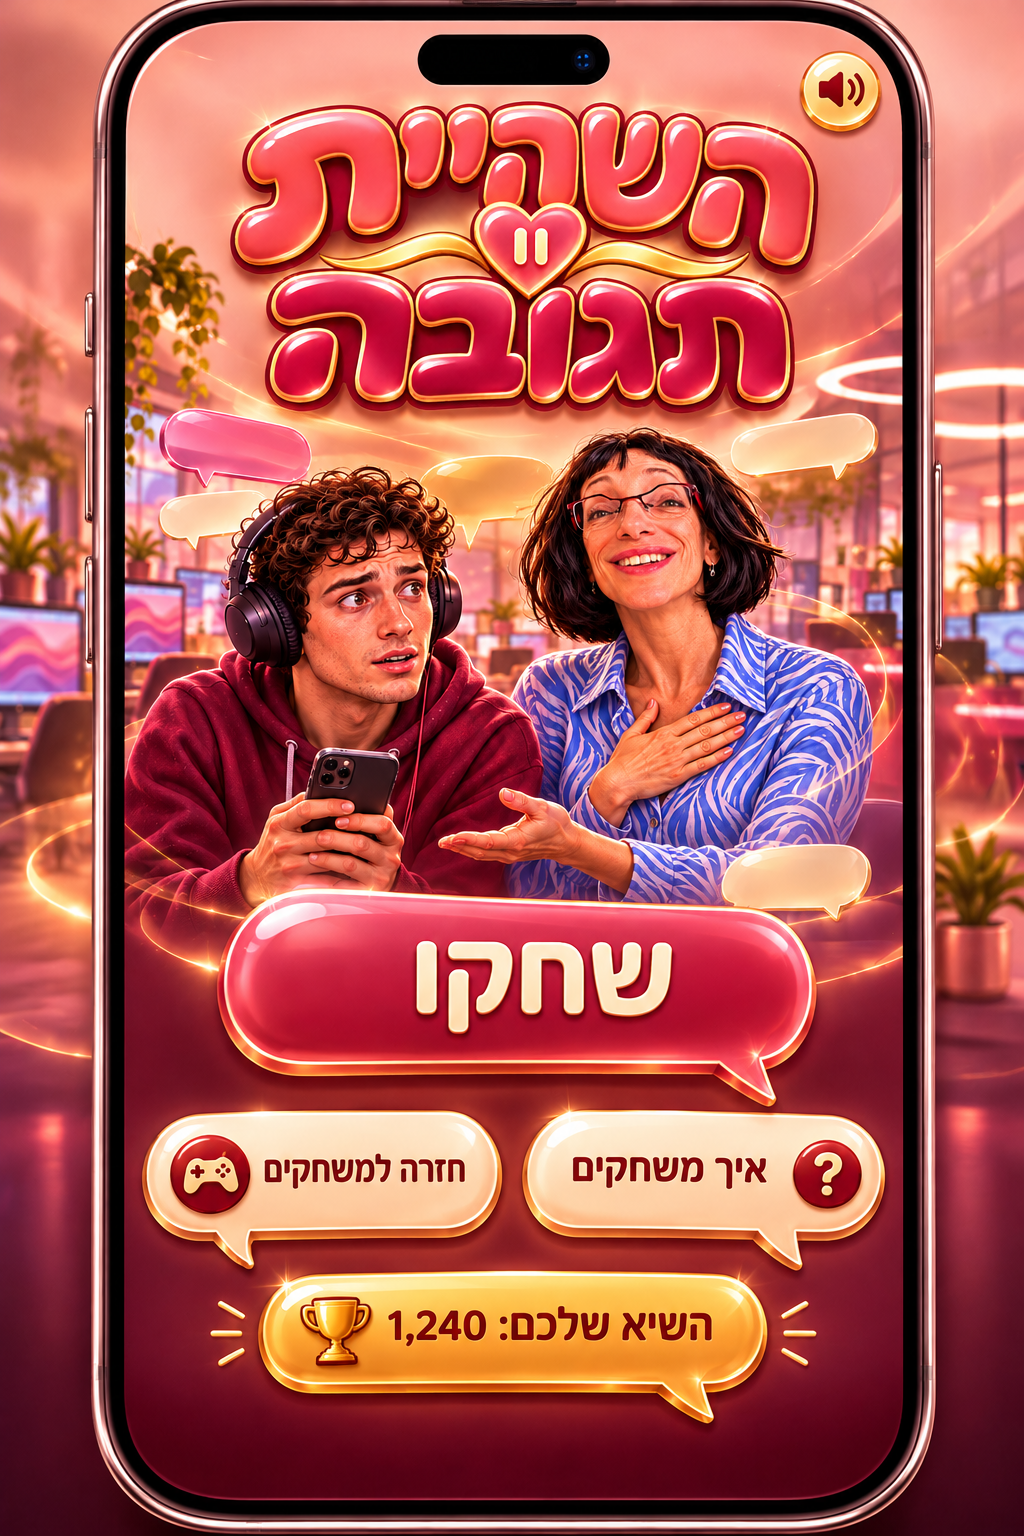 השהיית
תגובה
שחקו
איך משחקים
חזרה למשחקים
השיא שלכם: 1,240